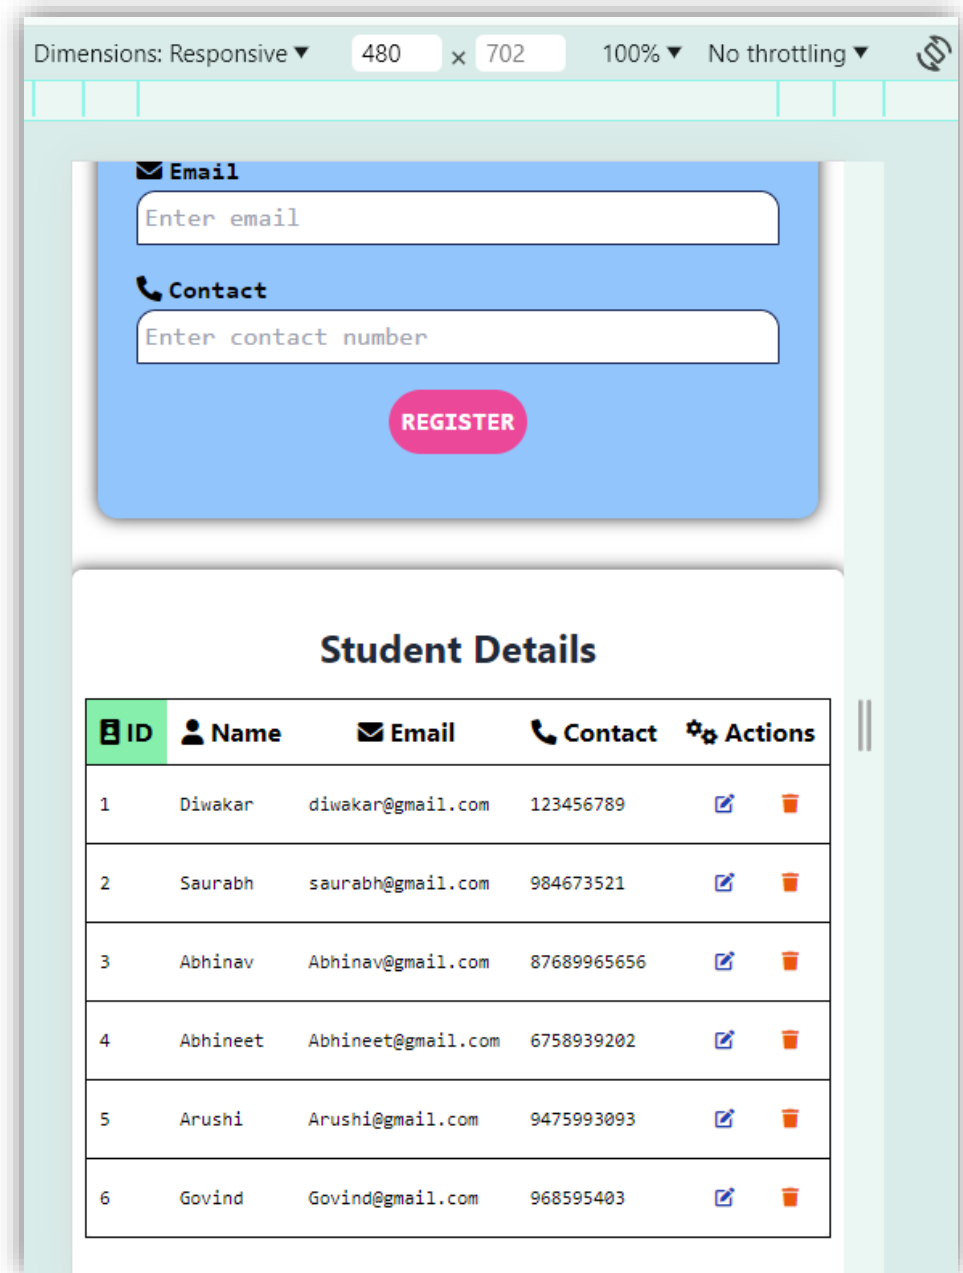 Dimensions: Responsive ▼ 480 × 702 100% ▼ No throttling ▼
Email
Enter email
Contact
Enter contact number
REGISTER
Student Details
ID Name Email Contact Actions
1 Diwakar diwakar@gmail.com 123456789
2 Saurabh saurabh@gmail.com 984673521
3 Abhinav Abhinav@gmail.com 87689965656
4 Abhineet Abhineet@gmail.com 6758939202
5 Arushi Arushi@gmail.com 9475993093
6 Govind Govind@gmail.com 968595403